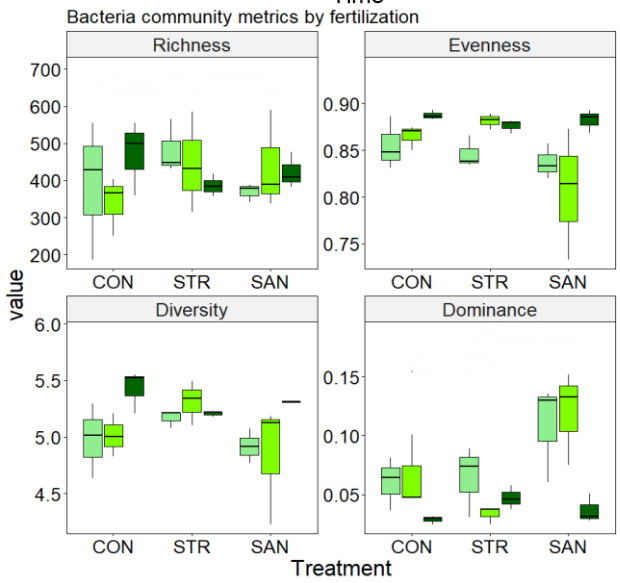 Time
Bacteria community metrics by fertilization
Richness Evenness
700
600
500
400
300
200
0.90
0.85
0.80
0.75
CON STR SAN CON STR SAN
value
Diversity Dominance
6.0
5.5
5.0
4.5
0.15
0.10
0.05
CON STR SAN CON STR SAN
Treatment